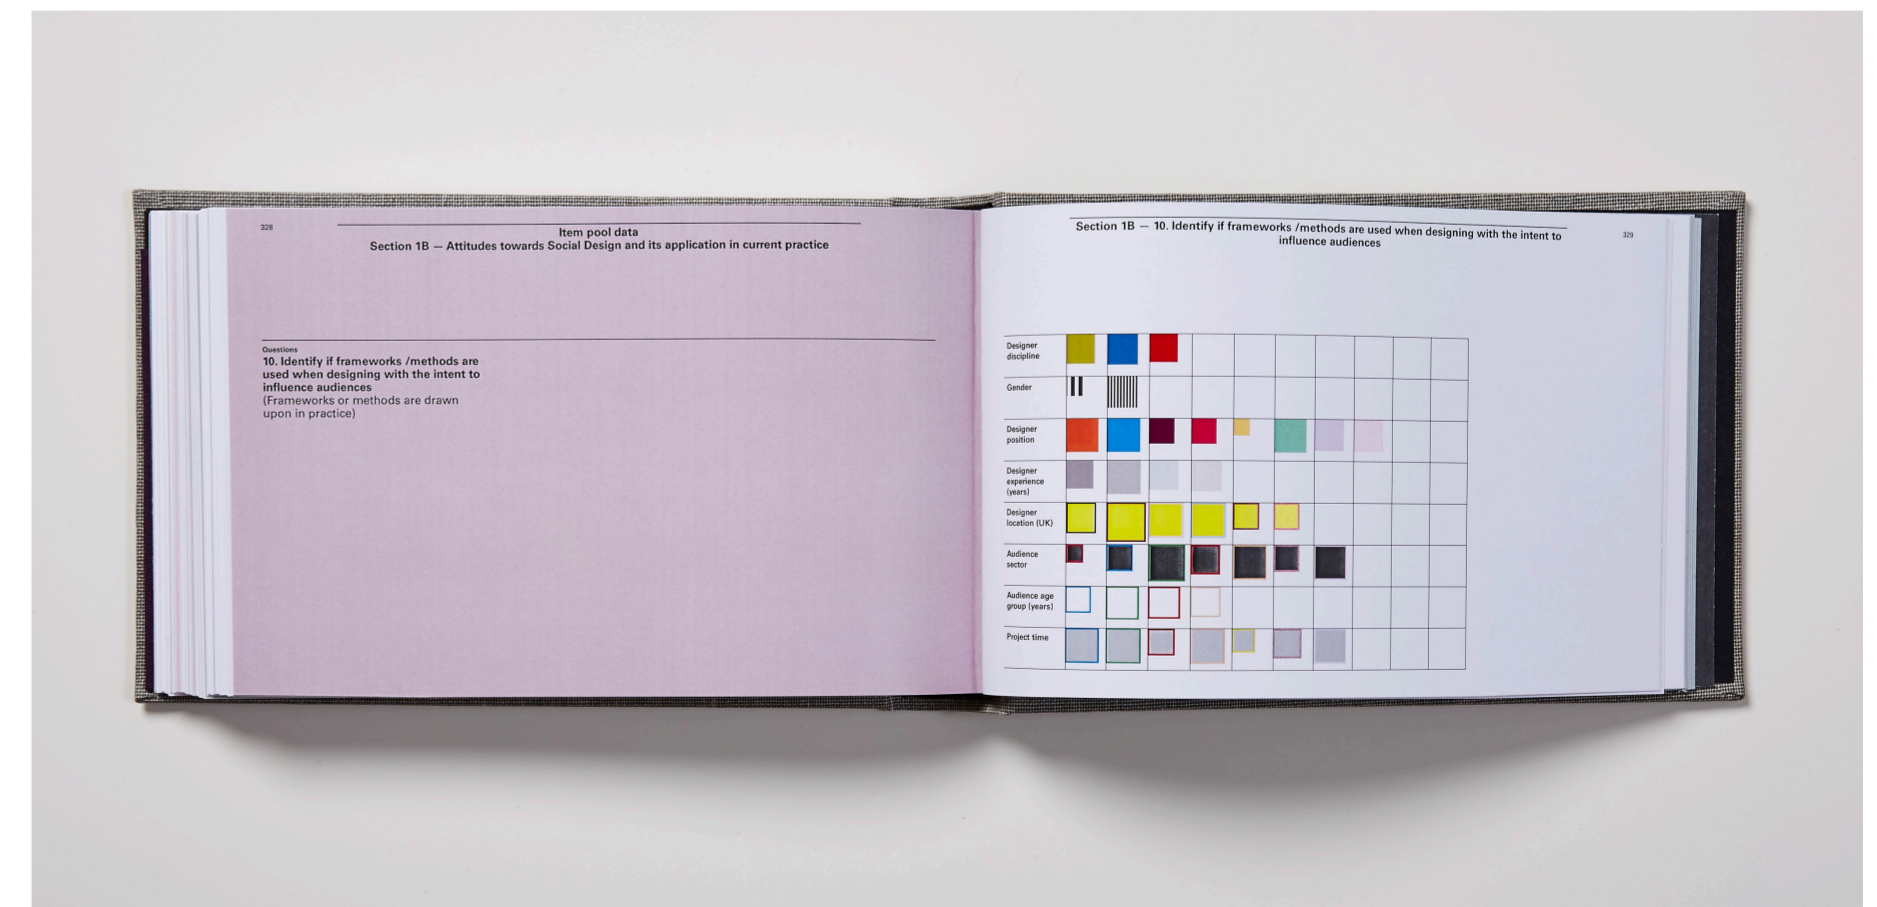 328
Item pool data
Section 1B — Attitudes towards Social Design and its application in current practice
Questions
10. Identify if frameworks /methods are
used when designing with the intent to
influence audiences
(Frameworks or methods are drawn
upon in practice)
Section 1B — 10. Identify if frameworks /methods are used when designing with the intent to
influence audiences
329
Designer
discipline
Gender
Designer
position
Designer
experience
(years)
Designer
location (UK)
Audience
sector
Audience age
group (years)
Project time